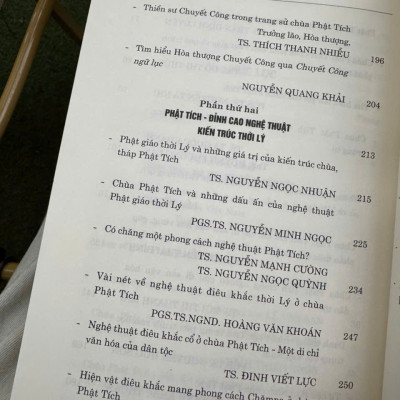 - Thiền sư Chuyết Công trong trang sử chùa Phật Tích
Trưởng lão, Hòa thượng,
TS. THÍCH THANH NHIỄU 196
- Tìm hiểu Hòa thượng Chuyết Công qua Chuyết Công
ngữ lục
NGUYỄN QUANG KHẢI 204
Phần thứ hai
PHẬT TÍCH - ĐỈNH CAO NGHỆ THUẬT
KIẾN TRÚC THỜI LÝ 213
- Phật giáo thời Lý và những giá trị của kiến trúc chùa,
tháp Phật Tích
TS. NGUYỄN NGỌC NHUẬN 215
- Chùa Phật Tích và những dấu ấn của nghệ thuật
Phật giáo thời Lý
PGS.TS. NGUYỄN MINH NGỌC 225
- Có chăng một phong cách nghệ thuật Phật Tích?
TS. NGUYỄN MẠNH CƯỜNG
TS. NGUYỄN NGỌC QUỲNH 234
- Vài nét về nghệ thuật điêu khắc thời Lý ở chùa
Phật Tích
PGS.TS.NGND. HOÀNG VĂN KHOÁN 247
- Nghệ thuật điêu khắc cổ ở chùa Phật Tích - Một di chỉ
văn hóa của dân tộc
TS. ĐINH VIẾT LỰC 250
- Hiện vật điêu khắc mang phong cách Chămpa ở
Phật Tích